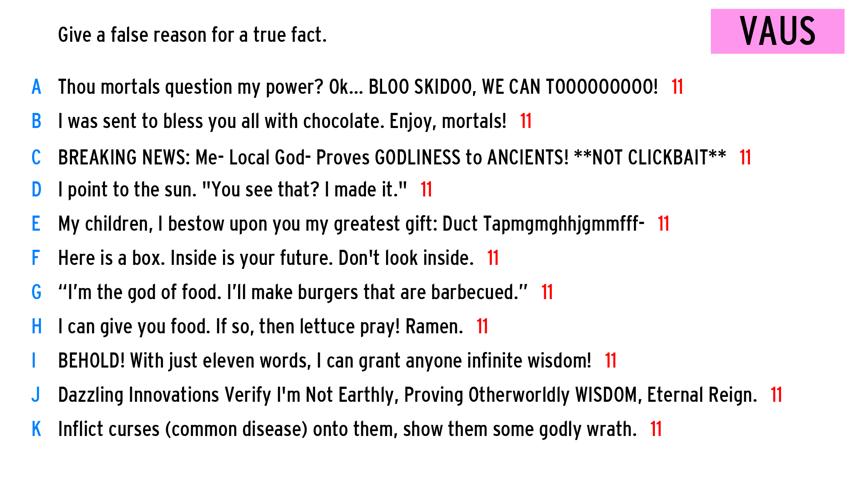 Give a false reason for a true fact.
VAUS
A Thou mortals question my power? Ok... BLOO SKIDOO, WE CAN TOOOOOOOOO! 11
B I was sent to bless you all with chocolate. Enjoy, mortals! 11
C BREAKING NEWS: Me- Local God- Proves GODLINESS to ANCIENTS! **NOT CLICKBAIT** 11
D I point to the sun. "You see that? I made it." 11
E My children, I bestow upon you my greatest gift: Duct Tapmgmghhjgmmfff- 11
F Here is a box. Inside is your future. Don't look inside. 11
G “I’m the god of food. I’ll make burgers that are barbecued.” 11
H I can give you food. If so, then lettuce pray! Ramen. 11
I BEHOLD! With just eleven words, I can grant anyone infinite wisdom! 11
J Dazzling Innovations Verify I'm Not Earthly, Proving Otherworldly WISDOM, Eternal Reign. 11
K Inflict curses (common disease) onto them, show them some godly wrath. 11